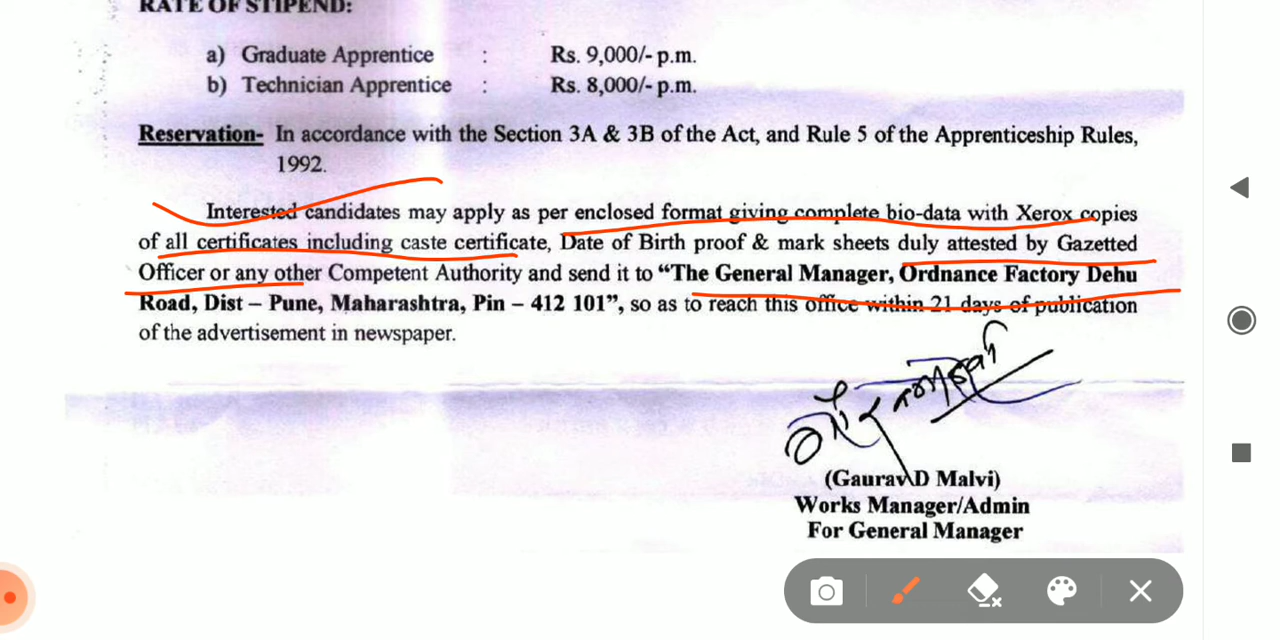 RATE OF STIPEND:
a) Graduate Apprentice : Rs. 9,000/- p.m.
b) Technician Apprentice : Rs. 8,000/- p.m.
Reservation- In accordance with the Section 3A & 3B of the Act, and Rule 5 of the Apprenticeship Rules,
1992.
Interested candidates may apply as per enclosed format giving complete bio-data with Xerox copies
of all certificates including caste certificate, Date of Birth proof & mark sheets duly attested by Gazetted
Officer or any other Competent Authority and send it to “The General Manager, Ordnance Factory Dehu
Road, Dist – Pune, Maharashtra, Pin – 412 101”, so as to reach this office within 21 days of publication
of the advertisement in newspaper.
(Gaurav D Malvi)
Works Manager/Admin
For General Manager